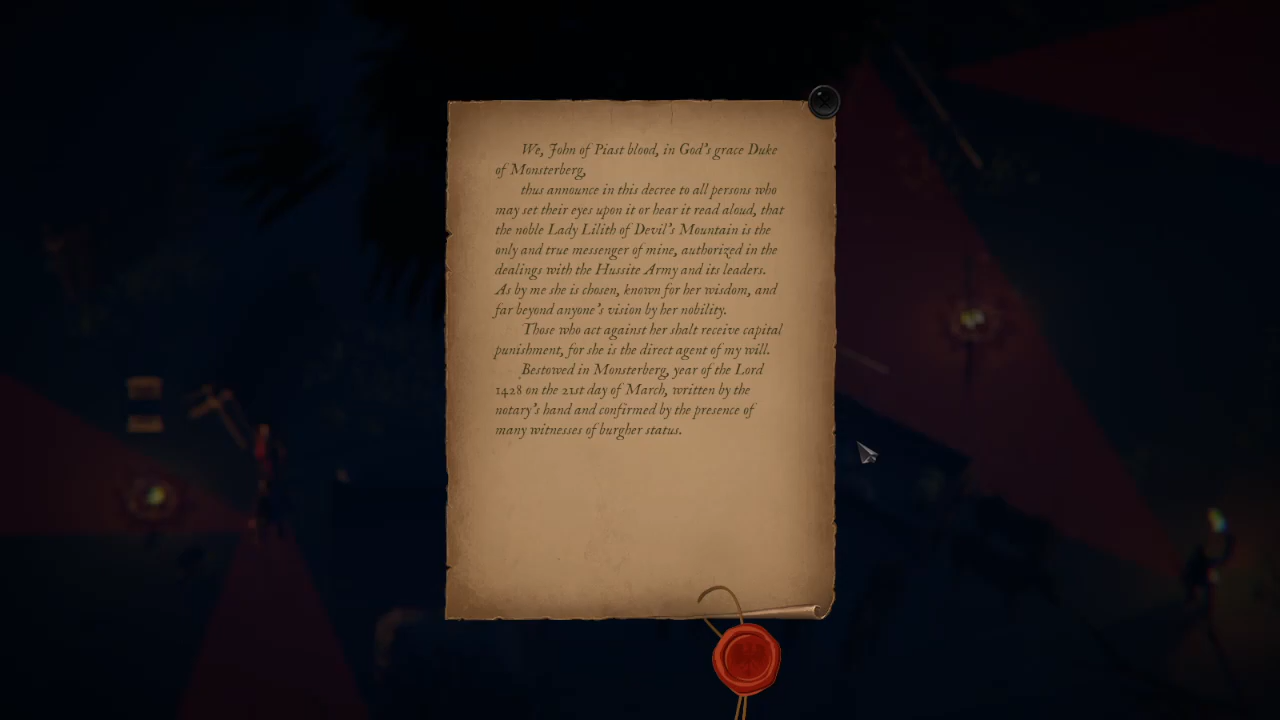 We, John of Piast blood, in God's grace Duke
of Monsterberg,
thus announce in this decree to all persons who
may set their eyes upon it or hear it read aloud, that
the noble Lady Lilith of Devil's Mountain is the
only and true messenger of mine, authorized in the
dealings with the Hussite Army and its leaders.
As by me she is chosen, known for her wisdom, and
far beyond anyone's vision by her nobility.
Those who act against her shalt receive capital
punishment, for she is the direct agent of my will.
Bestowed in Monsterberg, year of the Lord
1428 on the 21st day of March, written by the
notary's hand and confirmed by the presence of
many witnesses of burgher status.